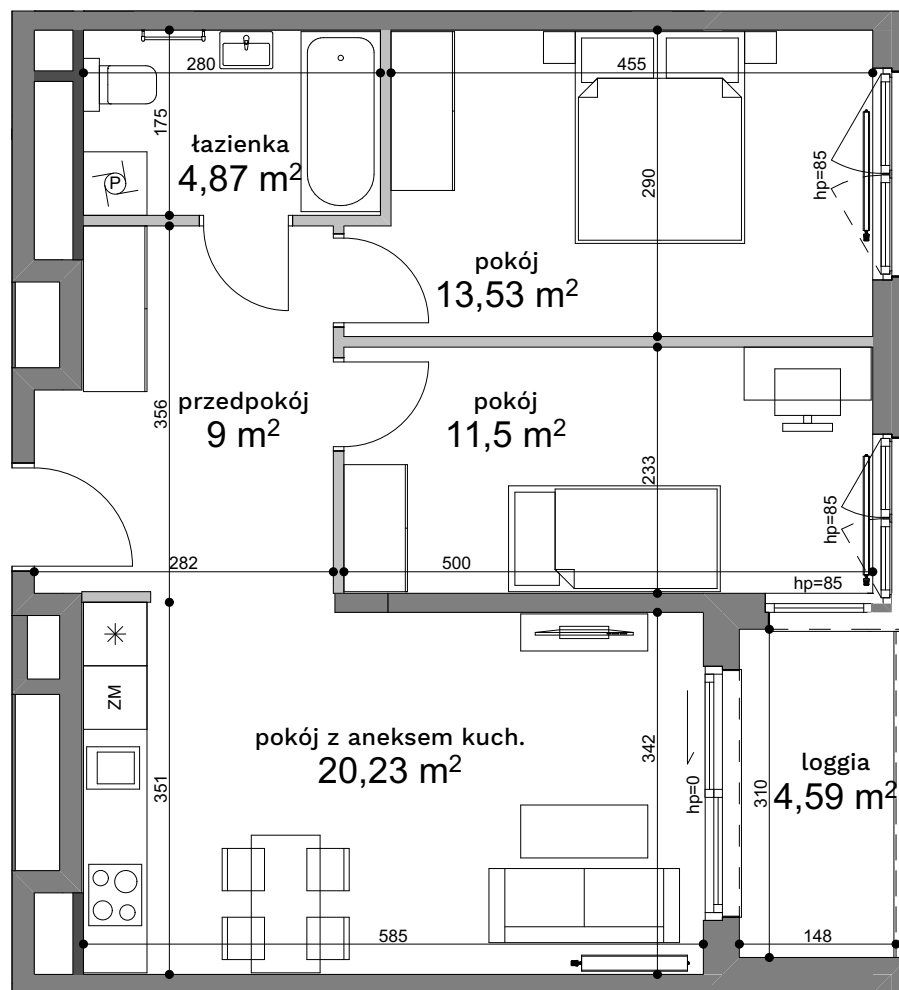 280
455
175
łazienka
4,87 m²
P
290
hp=85
pokój
13,53 m²
356
przedpokój
9 m²
pokój
11,5 m²
233
hp=85
282
500
hp=85
ZM
pokój z aneksem kuch.
20,23 m²
351
342
hp=0
310
loggia
4,59 m²
585
148